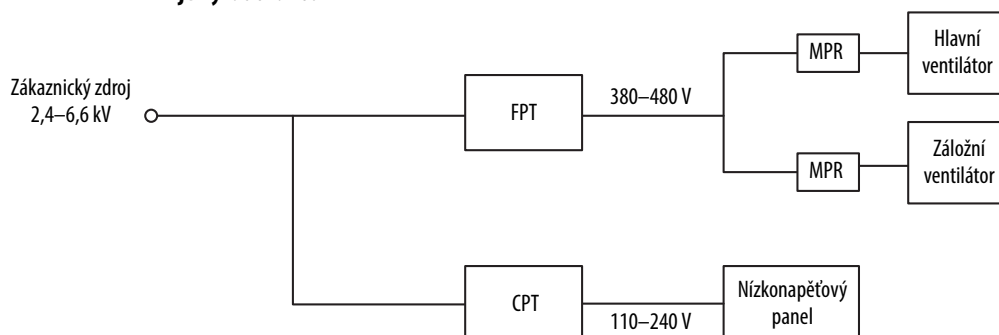 Zákaznický zdroj
2,4–6,6 kV
FPT
380–480 V
MPR
Hlavní
ventilátor
MPR
Záložní
ventilátor
CPT
110–240 V
Nízkonapěťový
panel